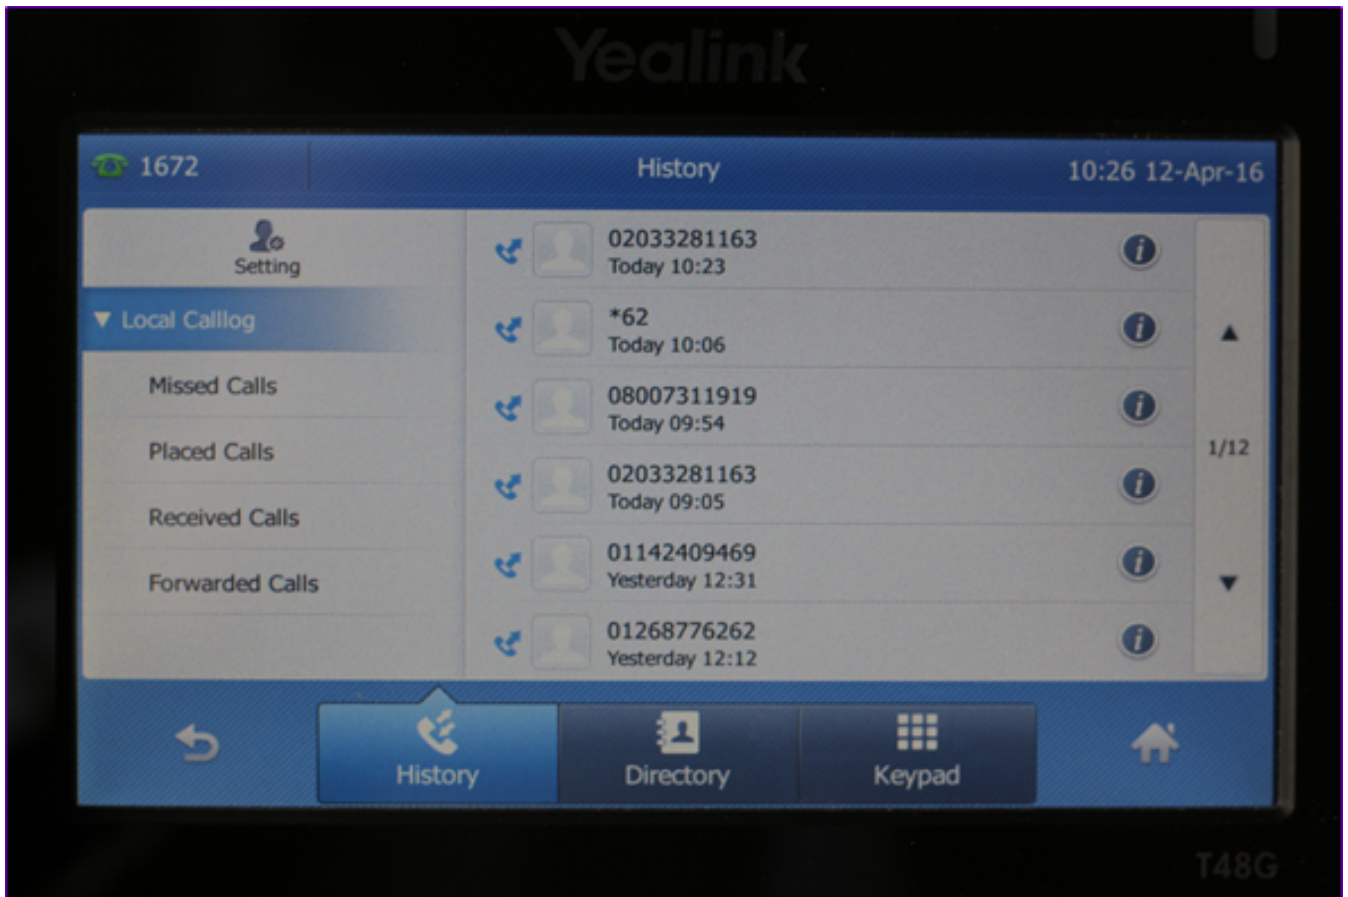 Yealink
1672
History
10:26 12-Apr-16
Setting
Local Calllog
Missed Calls
Placed Calls
Received Calls
Forwarded Calls
02033281163
Today 10:23
*62
Today 10:06
08007311919
Today 09:54
02033281163
Today 09:05
01142409469
Yesterday 12:31
01268776262
Yesterday 12:12
1/12
History
Directory
Keypad
T48G